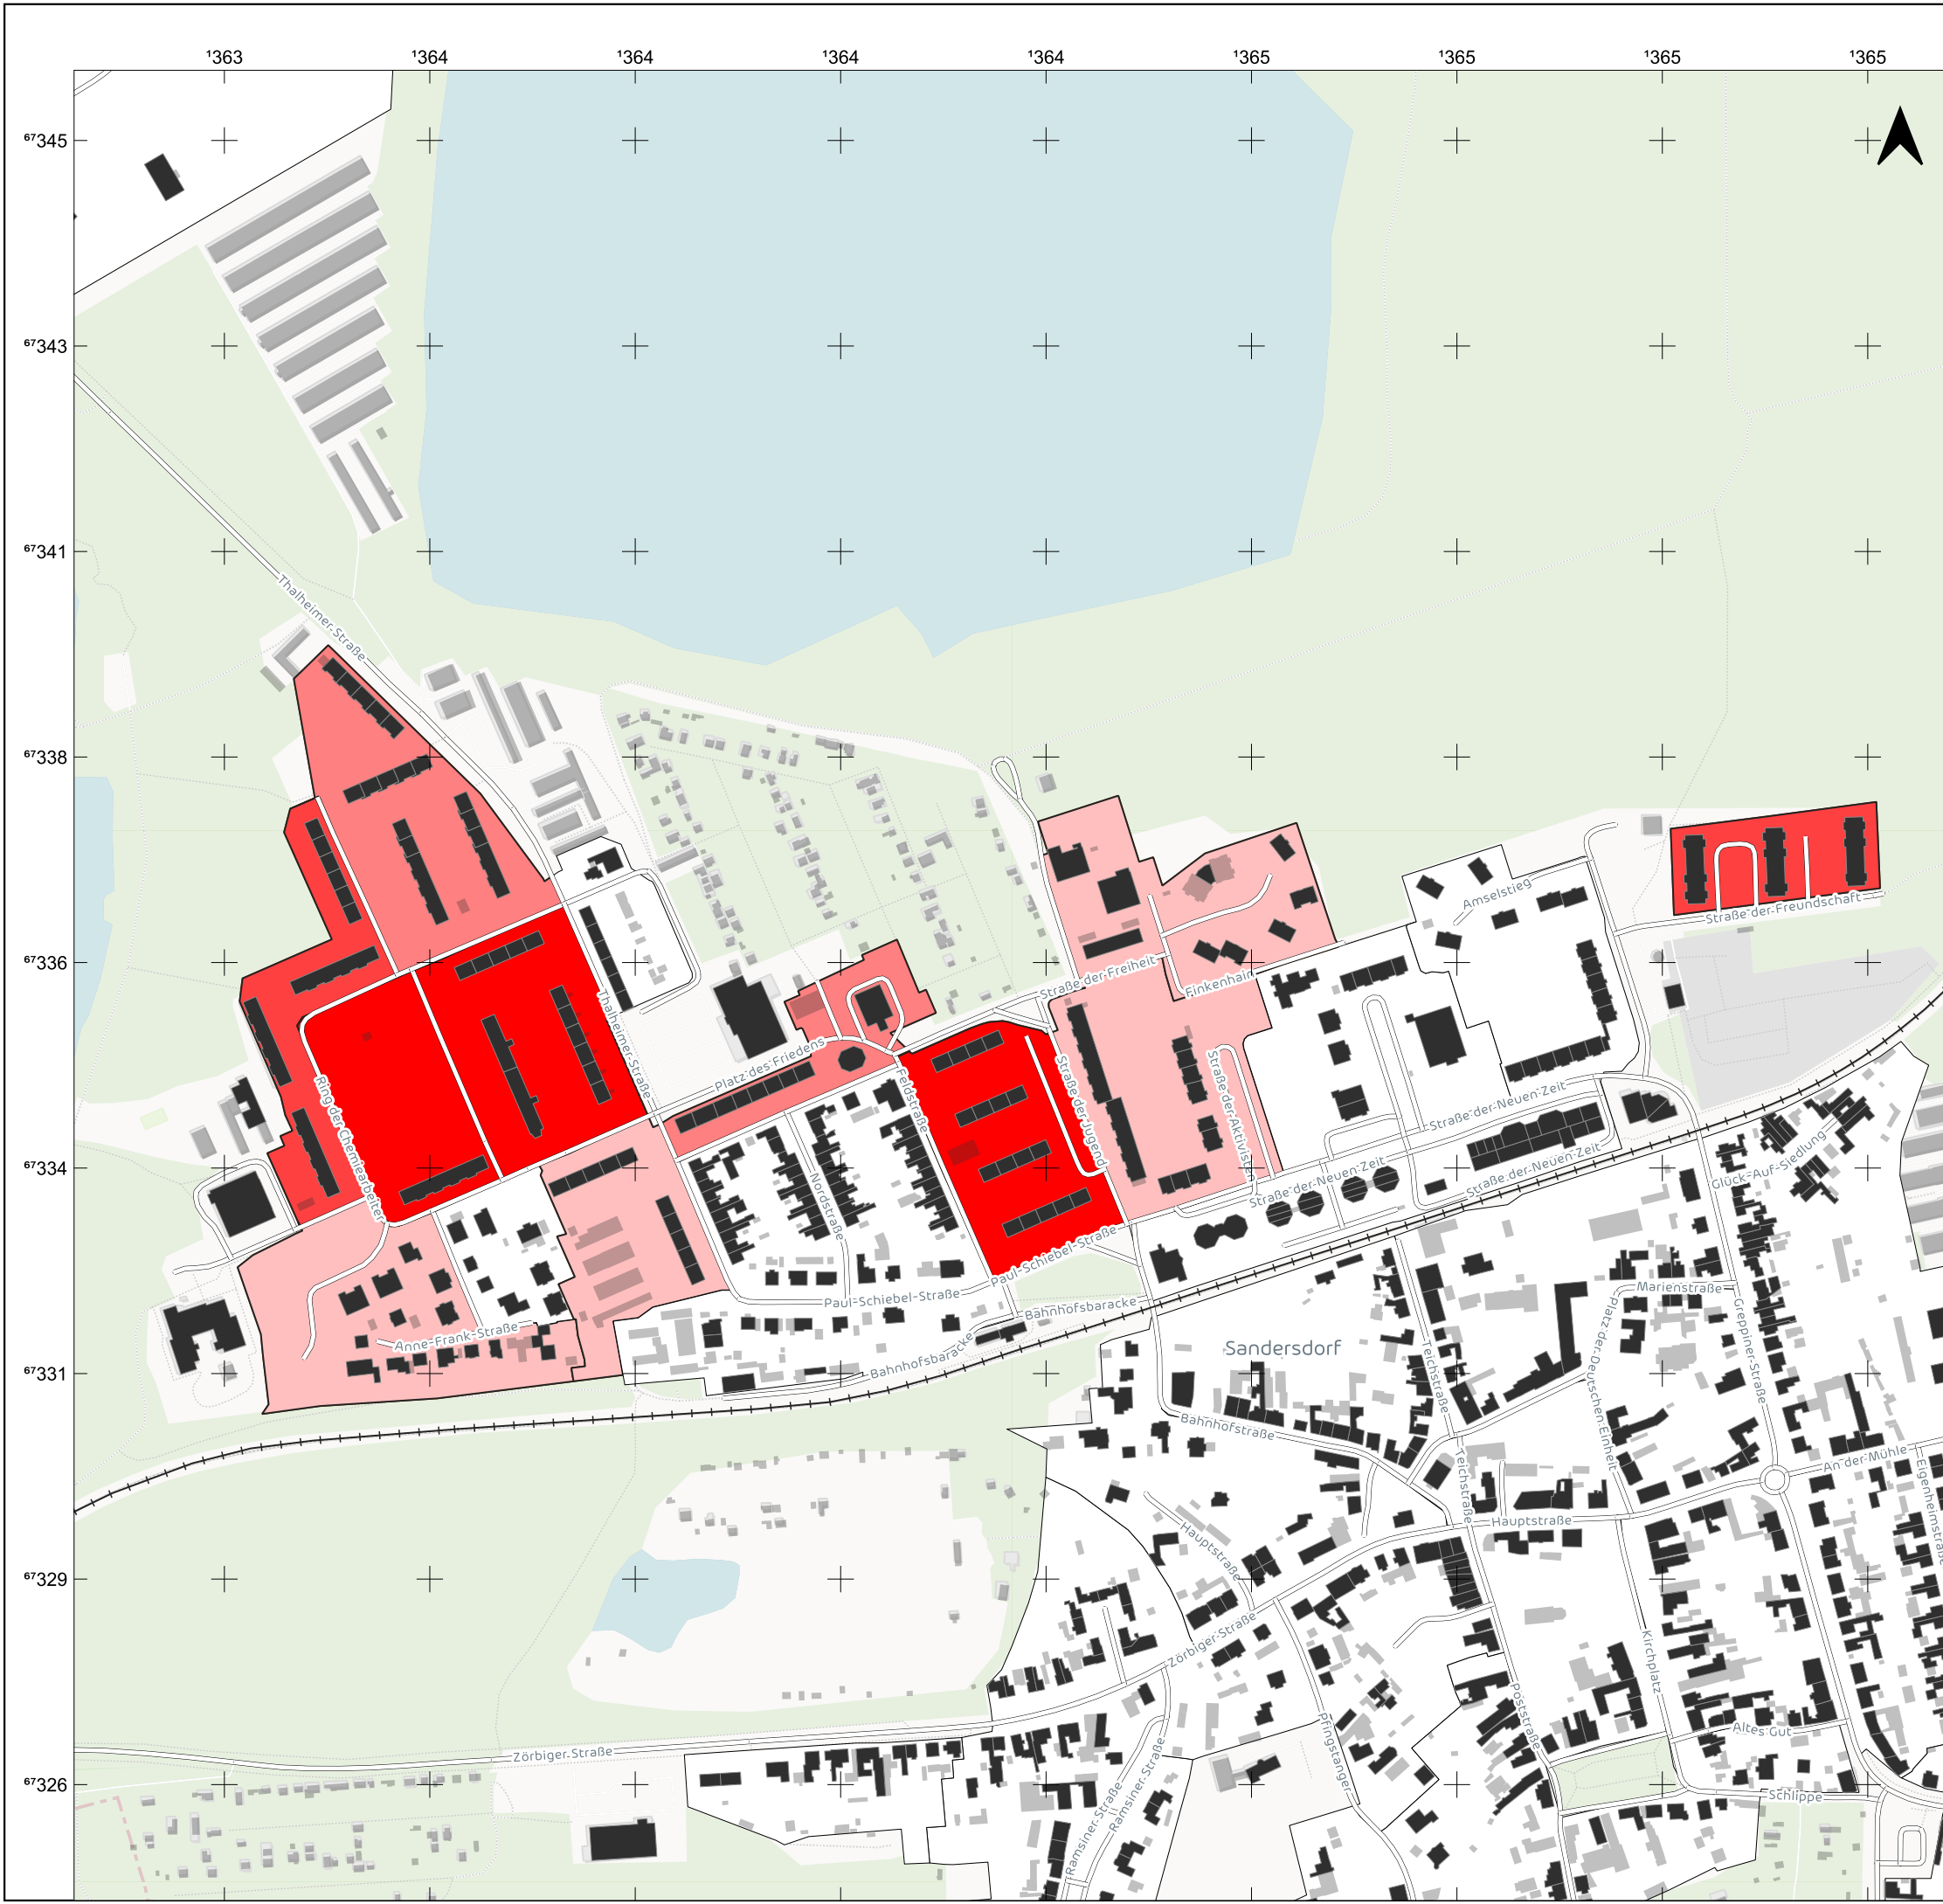 ¹363 ¹364 ¹364 ¹364 ¹364 ¹365 ¹365 ¹365 ¹365
⁶⁷345
⁶⁷343
⁶⁷341
Thalheimer-Straße
⁶⁷338
Amselstieg
Straße-der-Freundschaft
⁶⁷336
Straße-der-Freiheit
Finkenhain
Thalheimer-Straße
Platz-des-Friedens
Feldstraße
Straße-der-Jugend
Straße-der-Aktivisten
Ring-der-Chemiearbeiter
Straße-der-Neuen-Zeit
Straße-der-Neuen-Zeit
Straße-der-Neuen-Zeit
Glück-Auf-Siedlung
⁶⁷334
Nordstraße
Paul-Schiebel-Straße
Paul-Schiebel-Straße
Bahnhofsbaracke
Bahnhofsbaracke
Anne-Frank-Straße
Sandersdorf
Marienstraße
Platz-der-Deutschen-Einheit
Greppiner-Straße
Teichstraße
⁶⁷331
Bahnhofstraße
Teichstraße
An-der-Mühle
Eigenheimstraße
Hauptstraße
Hauptstraße
⁶⁷329
Zörbiger-Straße
Kirchplatz
Poststraße
Pfingstanger
Altes-Gut
Zörbiger-Straße
⁶⁷326
Schlippe
Ramsiner-Straße
Ramsiner-Straße